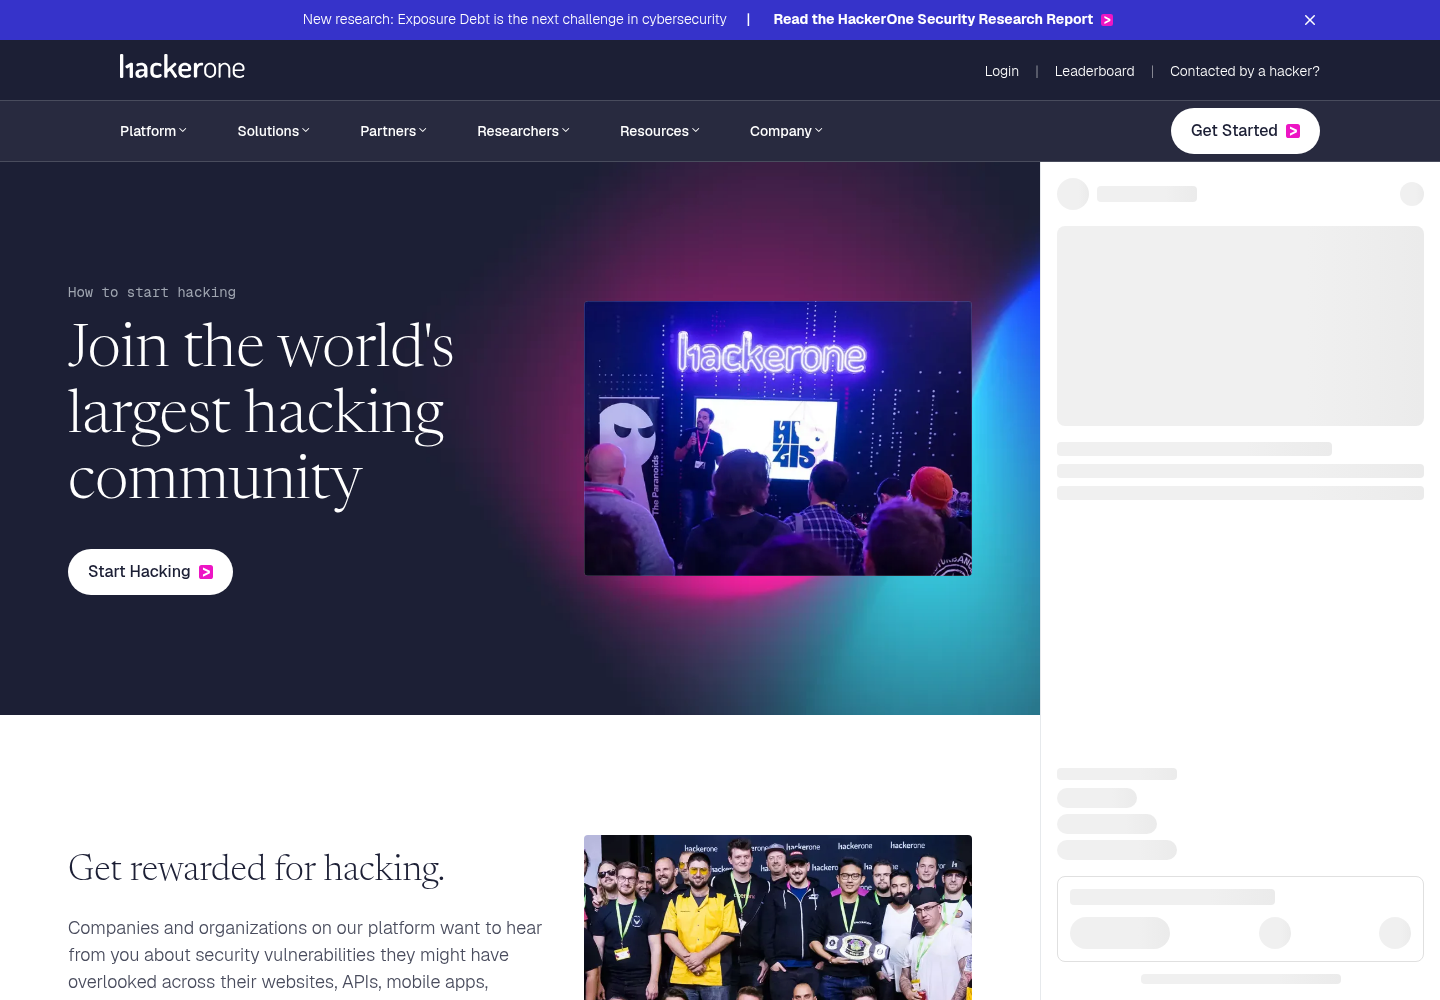 New research: Exposure Debt is the next challenge in cybersecurity | Read the HackerOne Security Research Report
hackerone
Login | Leaderboard | Contacted by a hacker?
Platform Solutions Partners Researchers Resources Company Get Started
How to start hacking
Join the world's
largest hacking
community
Start Hacking
hackerone
The Paranoids
Get rewarded for hacking.
Companies and organizations on our platform want to hear
from you about security vulnerabilities they might have
overlooked across their websites, APIs, mobile apps,
hackerone
hackerone
hackerone